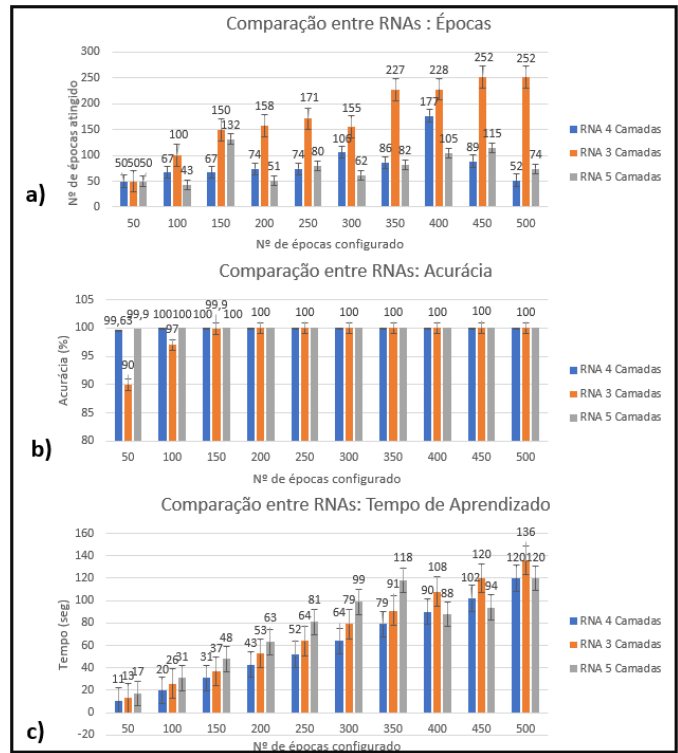 Comparação entre RNAs : Épocas
Nº de épocas atingido
300
250
200
150
100
50
0
50 50 50
67 100 43
67 150 132
74 158 51
74 171 80
106 155 62
86 227 82
177 228 105
89 252 115
52 252 74
50 100 150 200 250 300 350 400 450 500
Nº de épocas configurado
RNA 4 Camadas
RNA 3 Camadas
RNA 5 Camadas
a)
Comparação entre RNAs: Acurácia
Acurácia (%)
105
100
95
90
85
80
99,63 90 99,9
100 97 100
100 99,9 100
100 100 100 100 100 100 100
50 100 150 200 250 300 350 400 450 500
Nº de épocas configurado
RNA 4 Camadas
RNA 3 Camadas
RNA 5 Camadas
b)
Comparação entre RNAs: Tempo de Aprendizado
Tempo (seg)
160
140
120
100
80
60
40
20
0
-20
11 13 17
20 26 31
31 37 48
43 53 63
52 64 81
64 79 99
79 91 118
90 108 88
102 120 94
120 136 120
50 100 150 200 250 300 350 400 450 500
Nº de épocas configurado
RNA 4 Camadas
RNA 3 Camadas
RNA 5 Camadas
c)